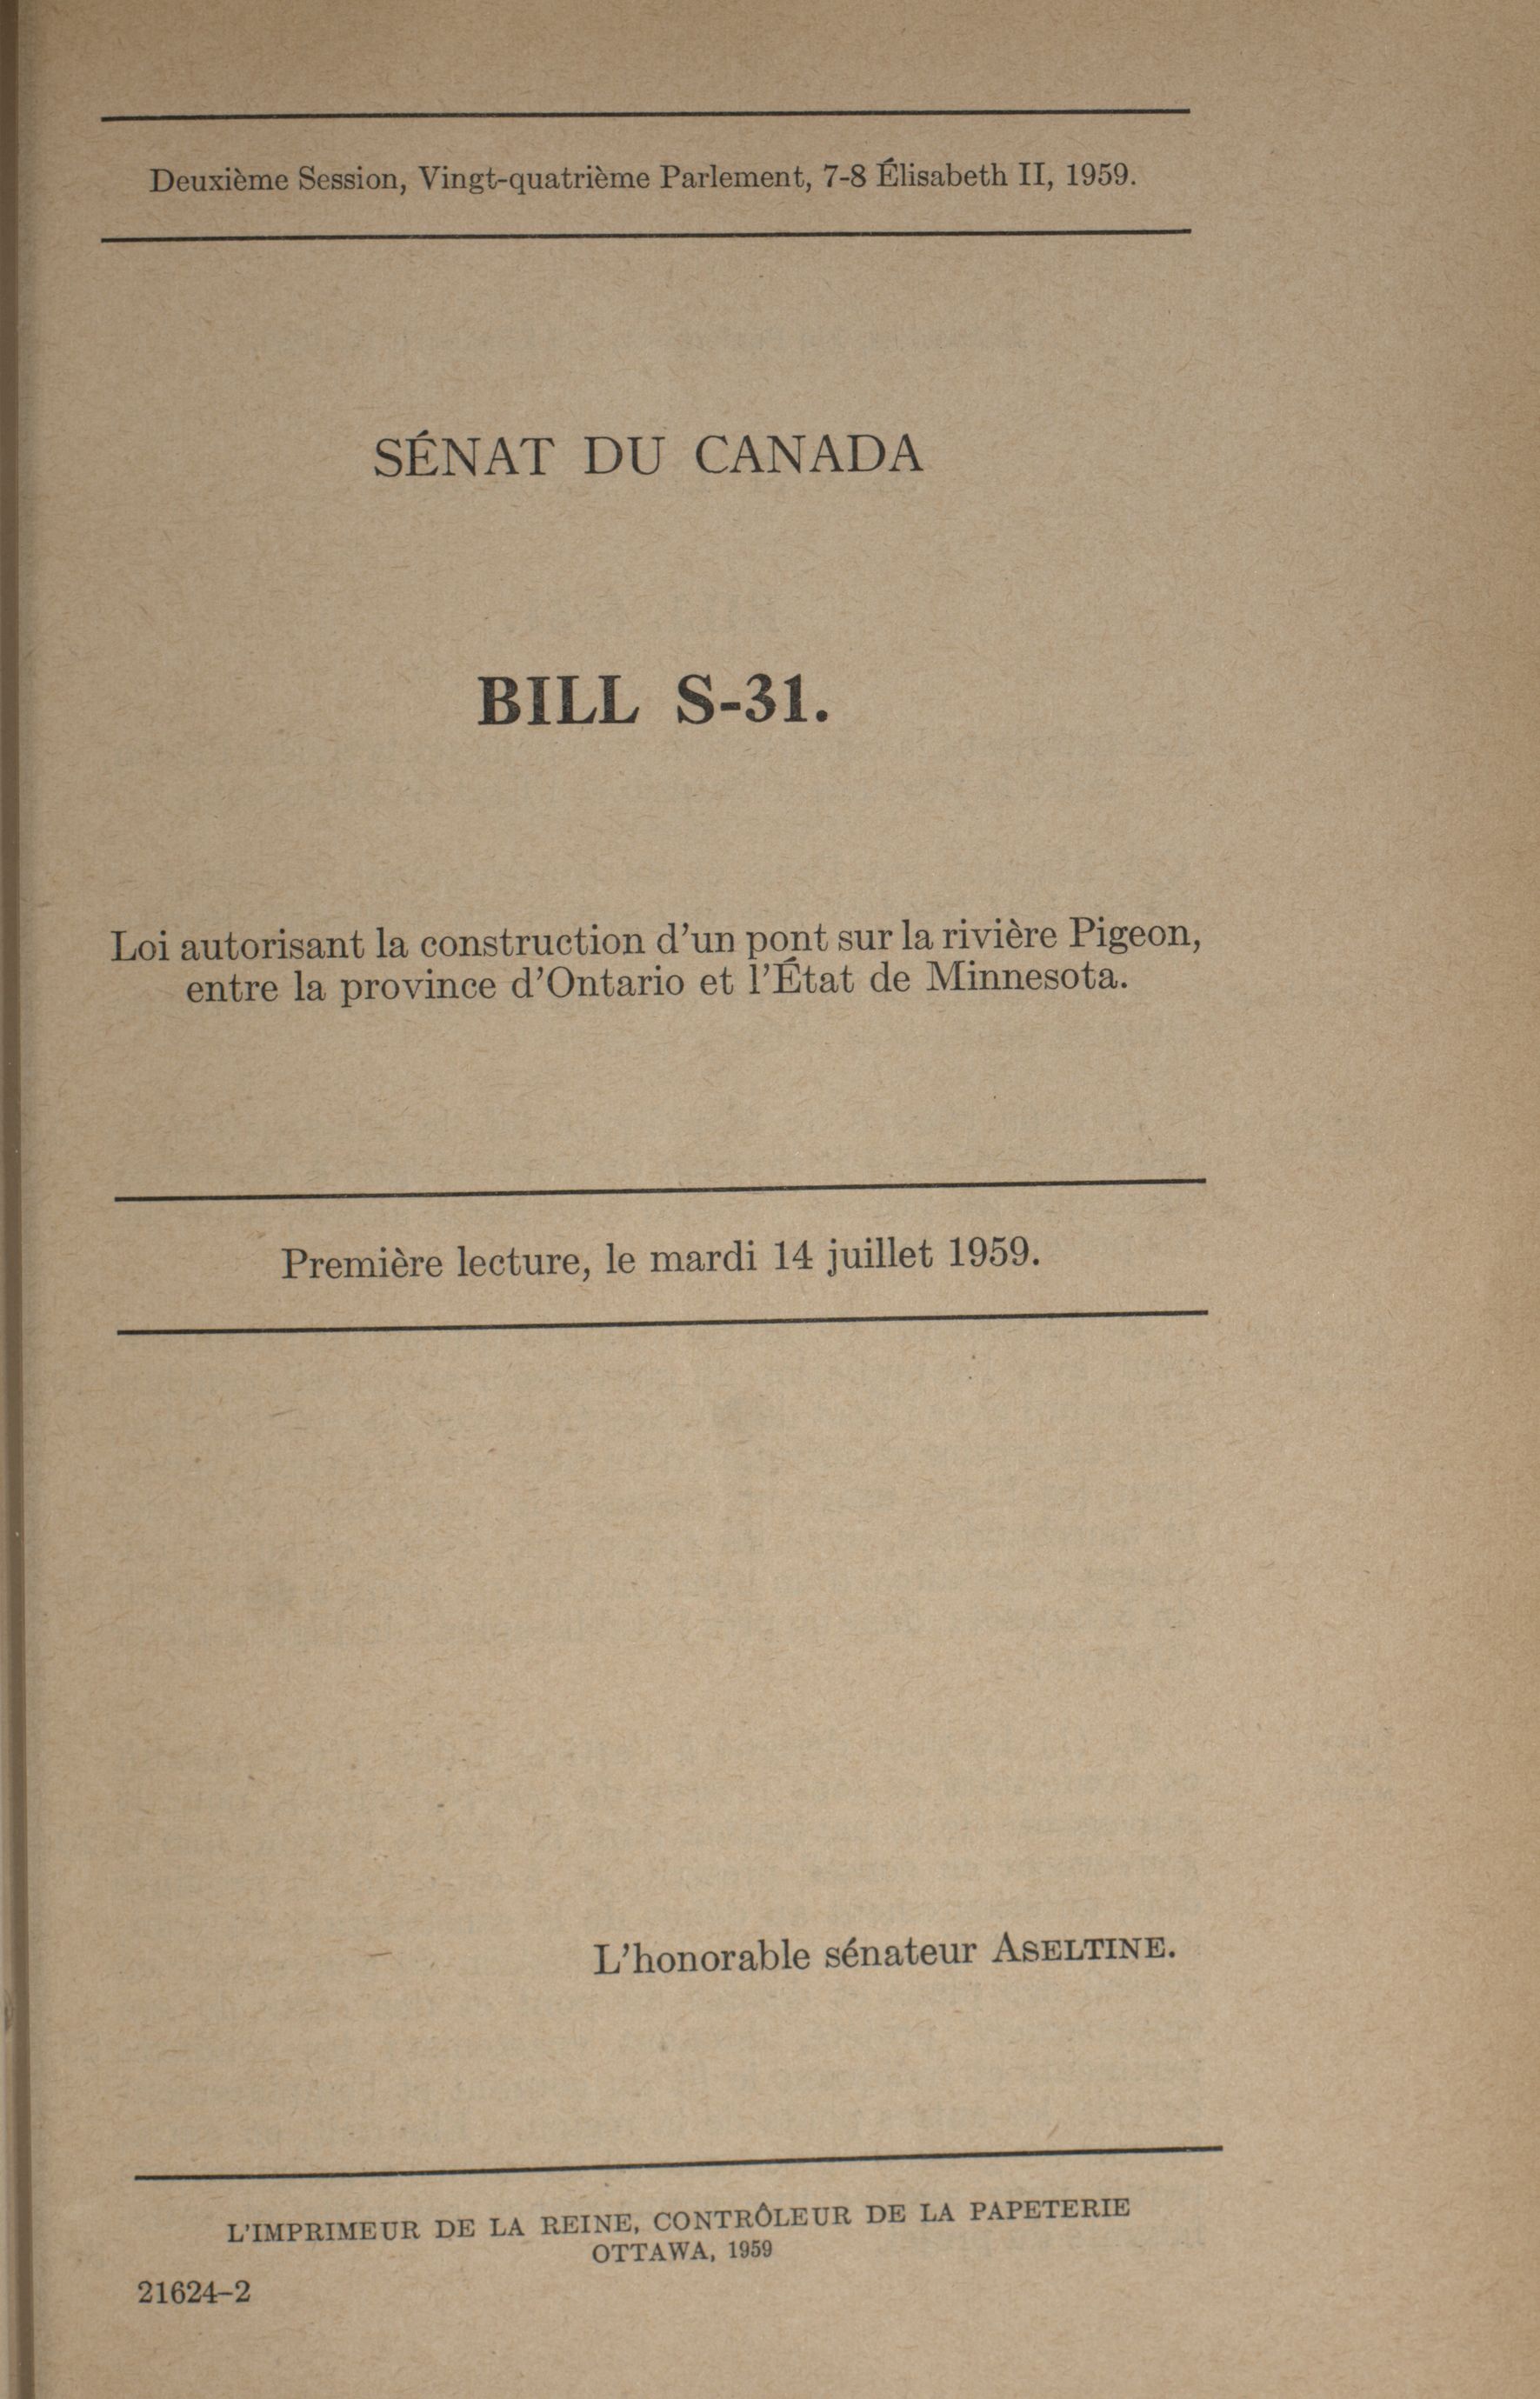 Deuxième Session, Vingt-quatrième Parlement, 7-8 Élisabeth II, 1959.
SÉNAT DU CANADA
BILL S-31.
Loi autorisant la construction d'un pont sur la rivière Pigeon,
entre la province d'Ontario et l'État de Minnesota.
Première lecture, le mardi 14 juillet 1959.
L'honorable sénateur ASELTINE.
L'IMPRIMEUR DE LA REINE, CONTRÔLEUR DE LA PAPETERIE
OTTAWA, 1959
21624-2